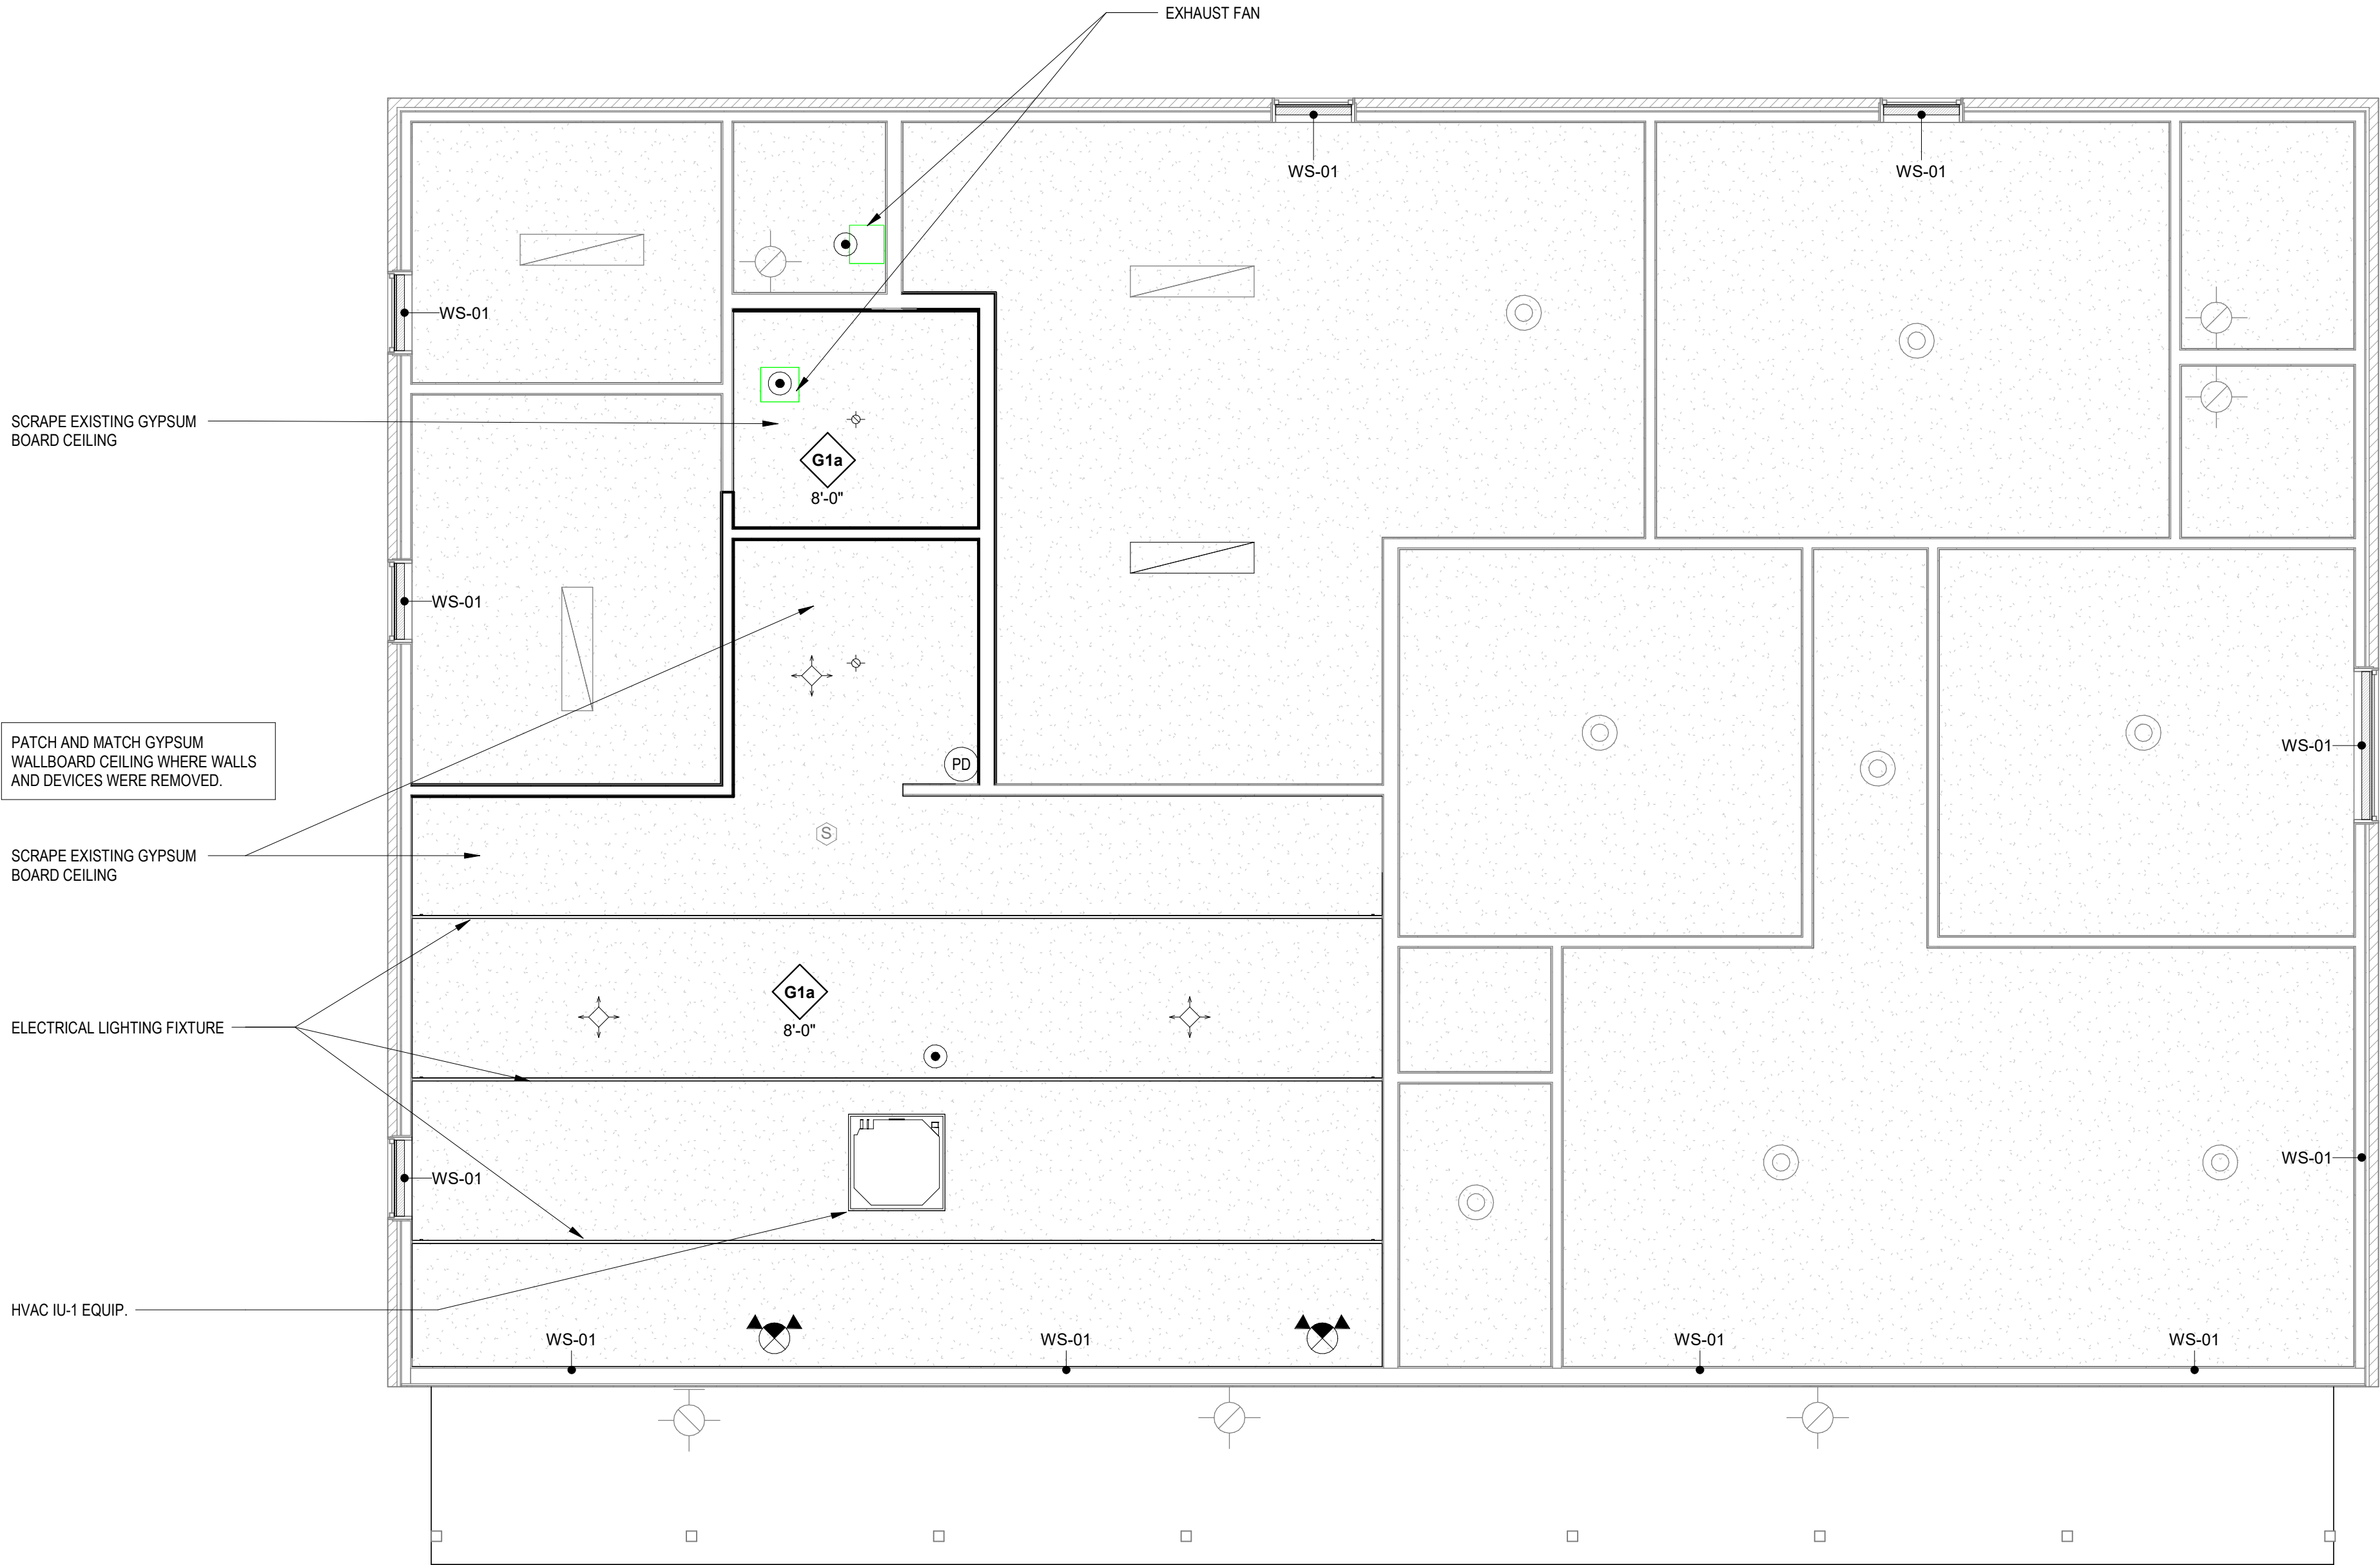 EXHAUST FAN
WS-01
WS-01
WS-01
SCRAPE EXISTING GYPSUM
BOARD CEILING
G1a
8'-0"
WS-01
PATCH AND MATCH GYPSUM
WALLBOARD CEILING WHERE WALLS
AND DEVICES WERE REMOVED.
WS-01
PD
S
SCRAPE EXISTING GYPSUM
BOARD CEILING
G1a
8'-0"
ELECTRICAL LIGHTING FIXTURE
WS-01
WS-01
HVAC IU-1 EQUIP.
WS-01
WS-01
WS-01
WS-01